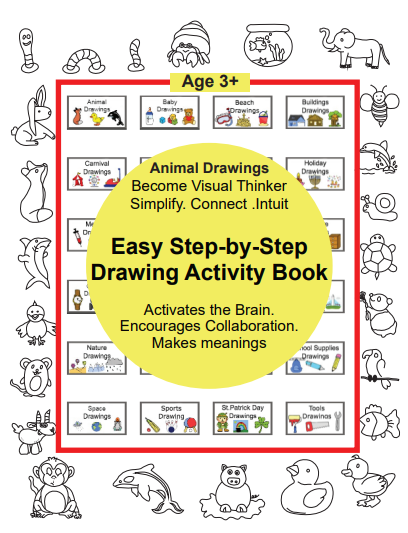 Age 3+
Animal
Drawings
Baby
Drawings
Beach
Drawings
Buildings
Drawings
Carnival
Drawings
Holiday
Drawings
Animal Drawings
Become Visual Thinker
Simplify. Connect .Intuit
Easy Step-by-Step
Drawing Activity Book
Activates the Brain.
Encourages Collaboration.
Makes meanings
Nature
Drawings
Supplies
Drawings
Space
Drawings
Sports
Drawings
St.Patrick Day
Drawings
Tools
Drawings